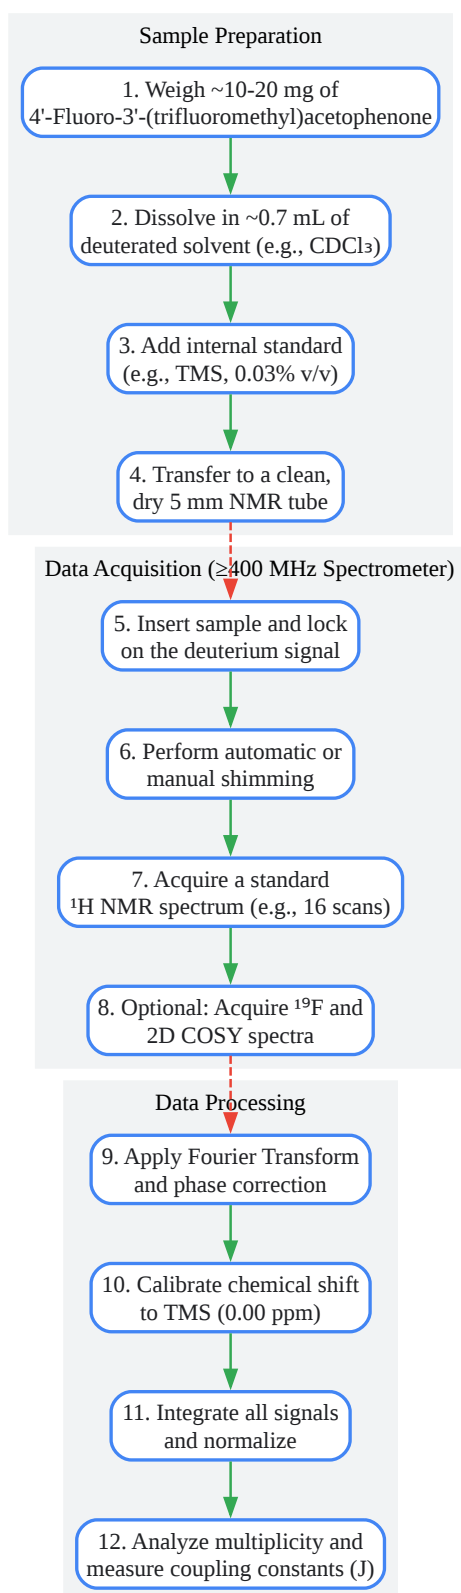 Sample Preparation
1. Weigh ~10-20 mg of
4'-Fluoro-3'-(trifluoromethyl)acetophenone
2. Dissolve in ~0.7 mL of
deuterated solvent (e.g., CDCl₃)
3. Add internal standard
(e.g., TMS, 0.03% v/v)
4. Transfer to a clean,
dry 5 mm NMR tube
Data Acquisition (≥400 MHz Spectrometer)
5. Insert sample and lock
on the deuterium signal
6. Perform automatic or
manual shimming
7. Acquire a standard
¹H NMR spectrum (e.g., 16 scans)
8. Optional: Acquire ¹⁹F and
2D COSY spectra
Data Processing
9. Apply Fourier Transform
and phase correction
10. Calibrate chemical shift
to TMS (0.00 ppm)
11. Integrate all signals
and normalize
12. Analyze multiplicity and
measure coupling constants (J)